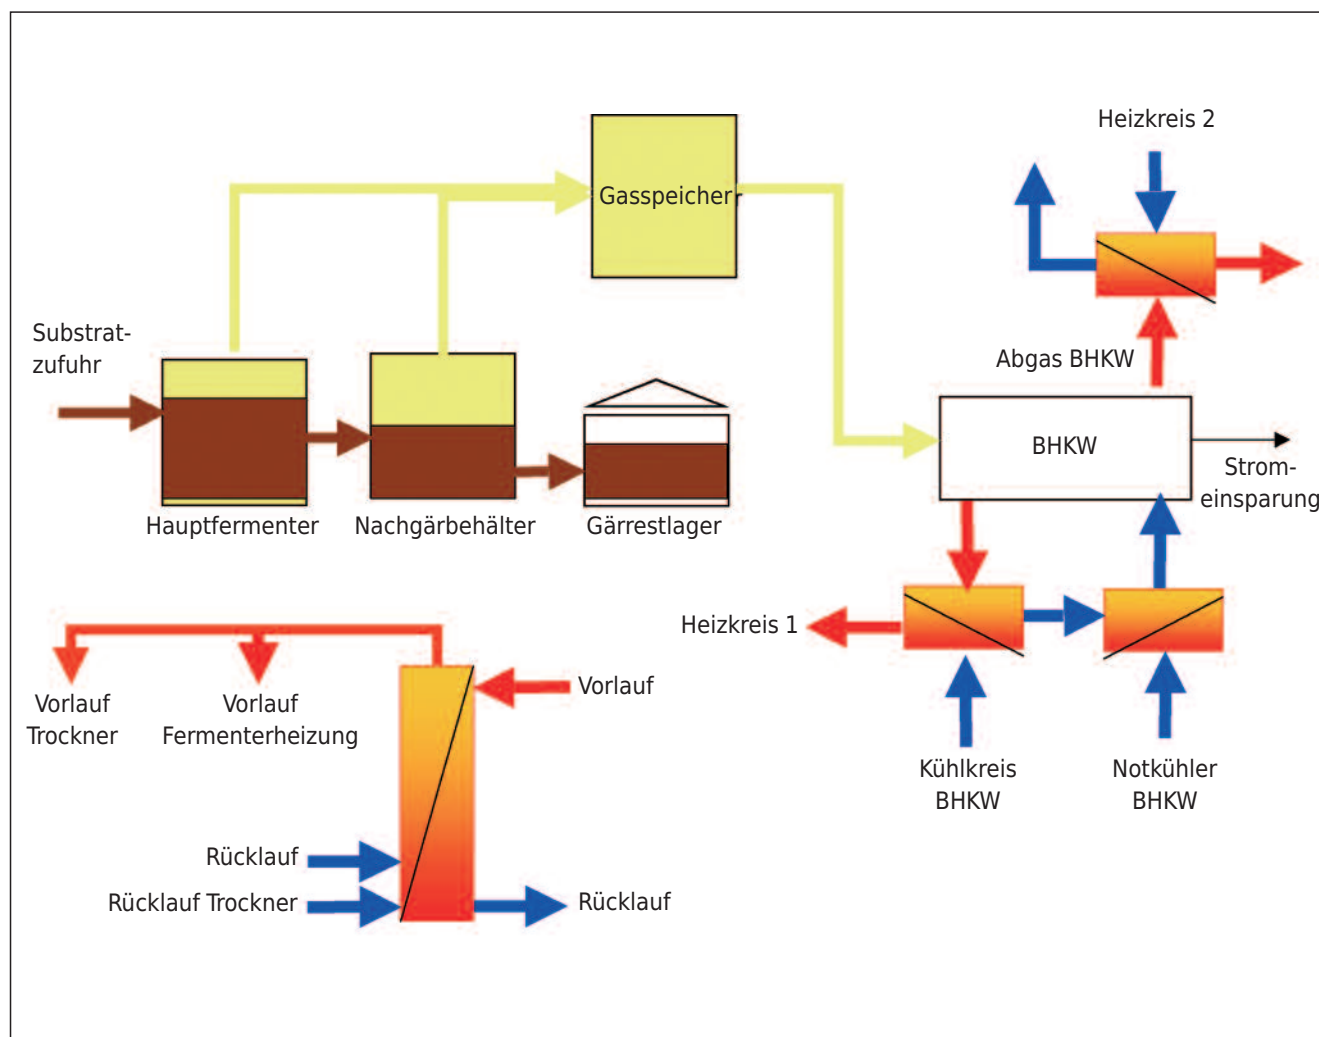 Heizkreis 2
Gasspeicher
Substrat-
zufuhr
Abgas BHKW
BHKW
Strom-
einsparung
Hauptfermenter
Nachgärbehälter
Gärrestlager
Heizkreis 1
Vorlauf
Vorlauf
Trockner
Vorlauf
Fermenterheizung
Kühlkreis
BHKW
Notkühler
BHKW
Rücklauf
Rücklauf Trockner
Rücklauf